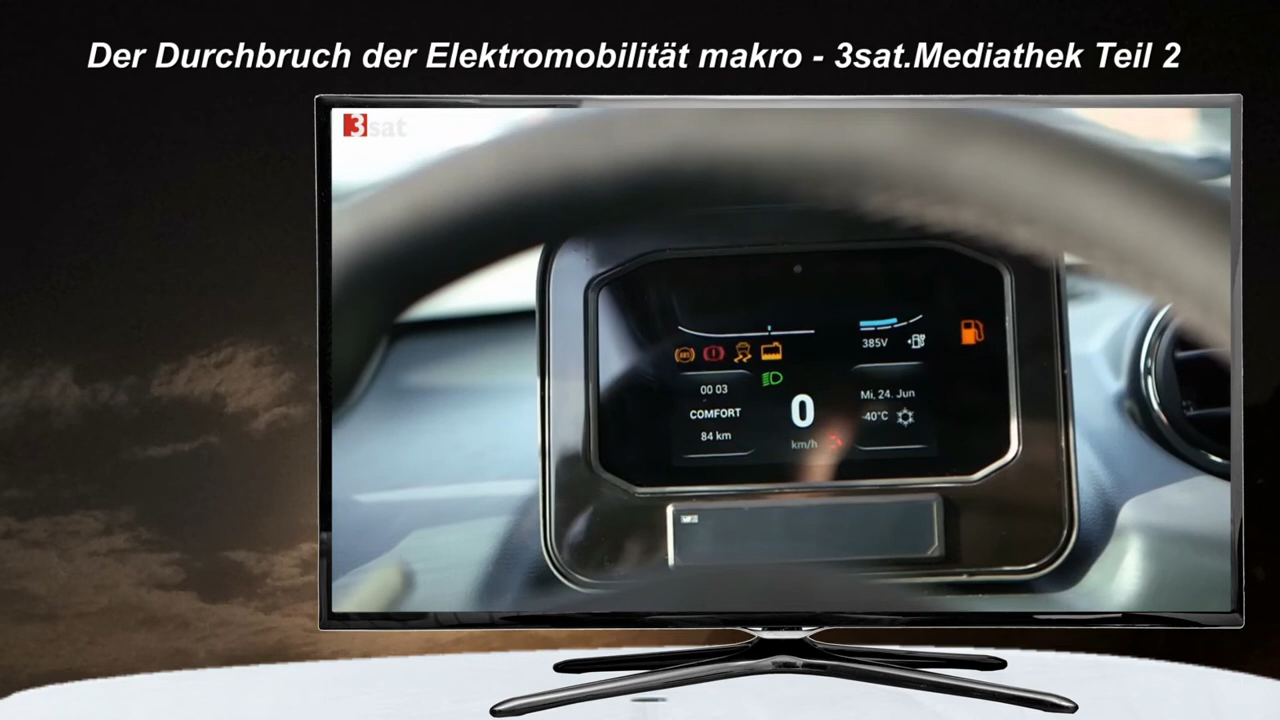 Der Durchbruch der Elektromobilität makro - 3sat.Mediathek Teil 2
3sat
385V
ABS
00 03
Mi, 24. Jun
COMFORT
0
-40°C
84 km
km/h